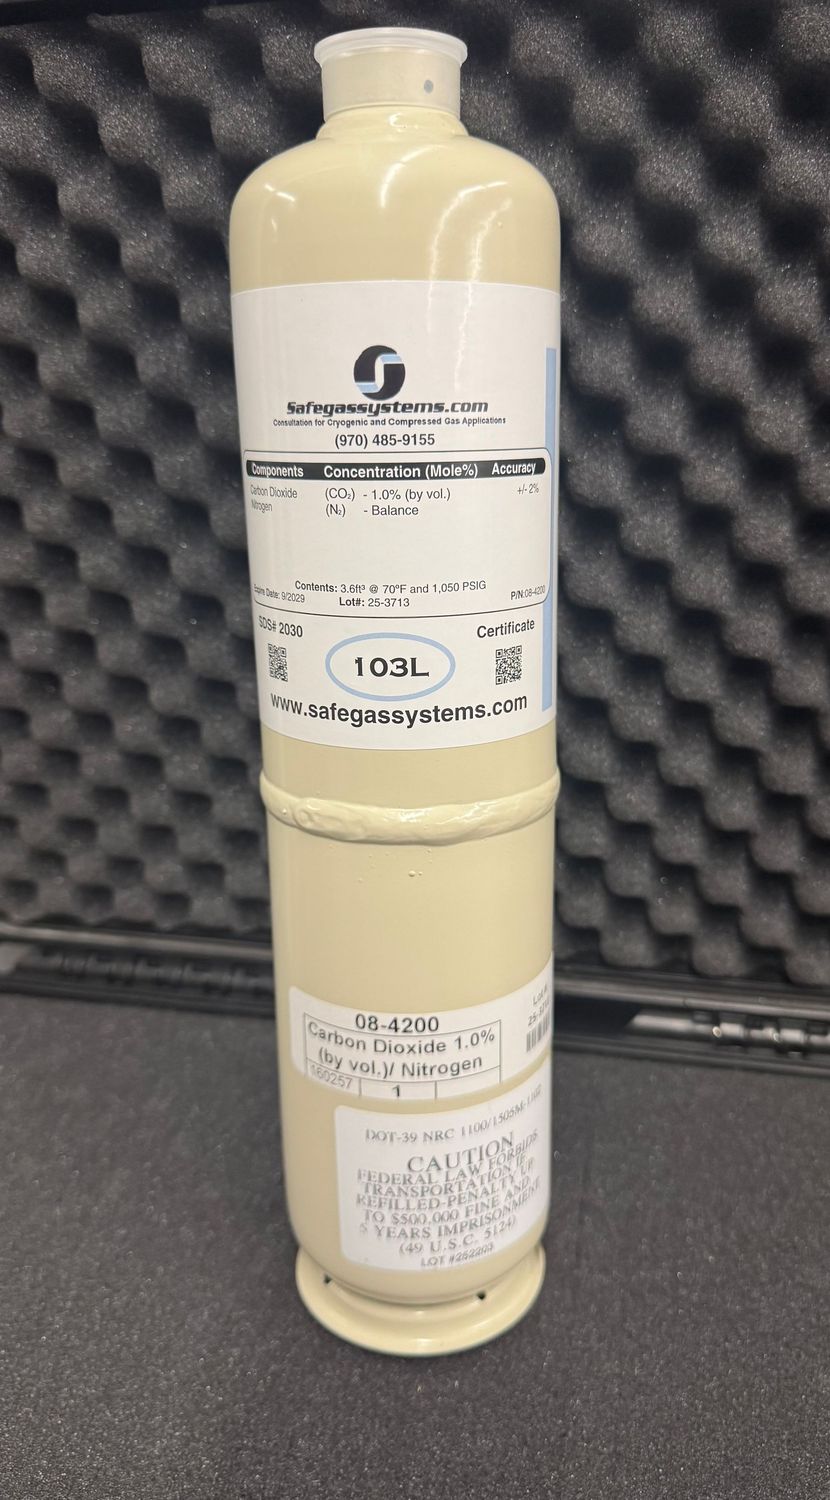 Safegassystems.com
Consultation for Cryogenic and Compressed Gas Applications
(970) 485-9155
Components Concentration (Mole%) Accuracy
Carbon Dioxide (CO₂) - 1.0% (by vol.) +/- 2%
Nitrogen (N₂) - Balance
Contents: 3.6ft³ @ 70°F and 1,050 PSIG
Expire Date: 9/2029 Lot#: 25-3713 P/N:08-4200
SDS# 2030 Certificate
103L
www.safegassystems.com
08-4200
Carbon Dioxide 1.0%
(by vol.)/ Nitrogen
160257 1
Lot #
DOT-39 NRC 1100/1505M-
CAUTION
FEDERAL LAW FORBIDS
TRANSPORTATION IF
REFILLED-PENALTY UP
TO $500,000 FINE AND
5 YEARS IMPRISONMENT
(49 U.S.C. 5124)
LOT #252203